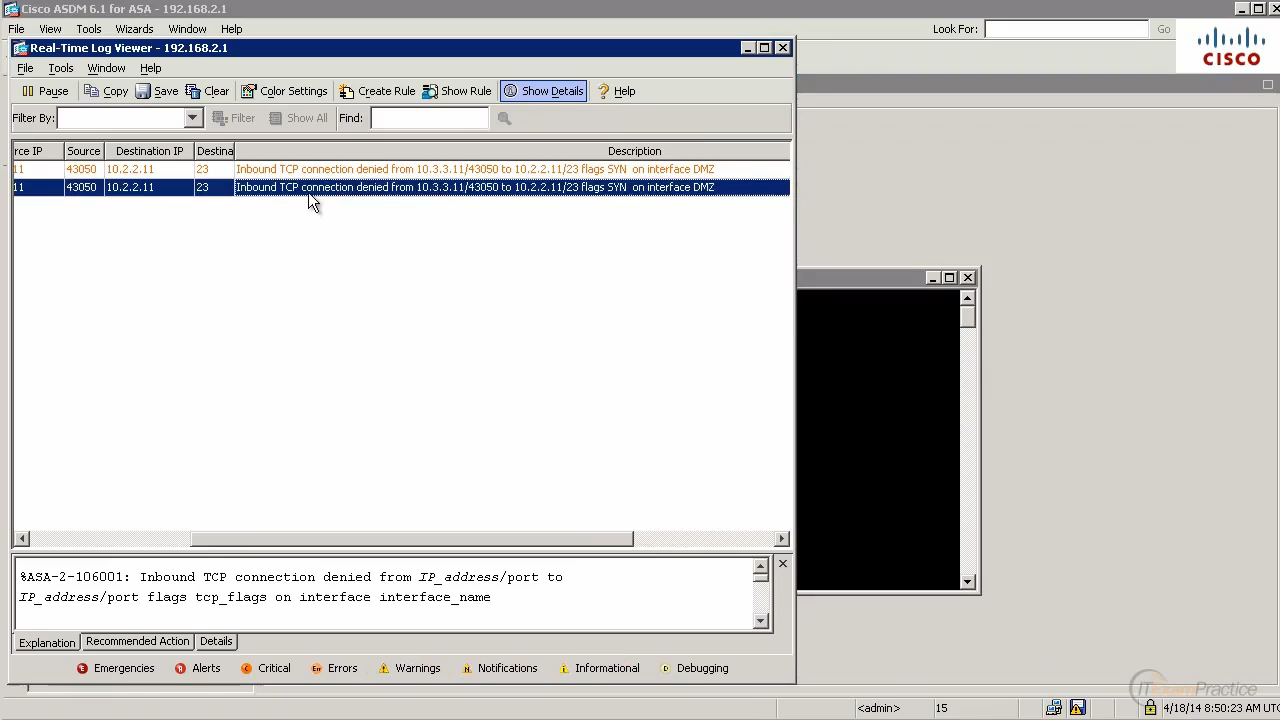 Cisco ASDM 6.1 for ASA - 192.168.2.1
File View Tools Wizards Window Help Look For: Go
CISCO
Real-Time Log Viewer - 192.168.2.1
File Tools Window Help
Pause Copy Save Clear Color Settings Create Rule Show Rule Show Details Help
Filter By: Filter Show All Find:
rce IP Source Destination IP Destina Description
11 43050 10.2.2.11 23 Inbound TCP connection denied from 10.3.3.11/43050 to 10.2.2.11/23 flags SYN on interface DMZ
11 43050 10.2.2.11 23 Inbound TCP connection denied from 10.3.3.11/43050 to 10.2.2.11/23 flags SYN on interface DMZ
%ASA-2-106001: Inbound TCP connection denied from IP_address/port to
IP_address/port flags tcp_flags on interface interface_name
Explanation Recommended Action Details
Emergencies Alerts Critical Errors Warnings Notifications Informational Debugging
ITexamPractice
<admin> 15 4/18/14 8:50:23 AM UTC